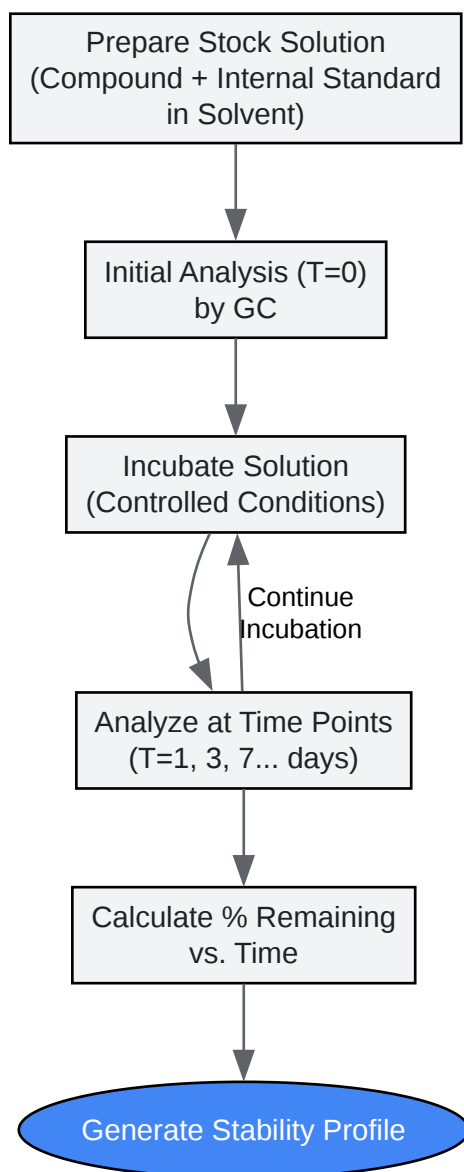 Prepare Stock Solution
(Compound + Internal Standard
in Solvent)
Initial Analysis (T=0)
by GC
Incubate Solution
(Controlled Conditions)
Continue
Incubation
Analyze at Time Points
(T=1, 3, 7... days)
Calculate % Remaining
vs. Time
Generate Stability Profile